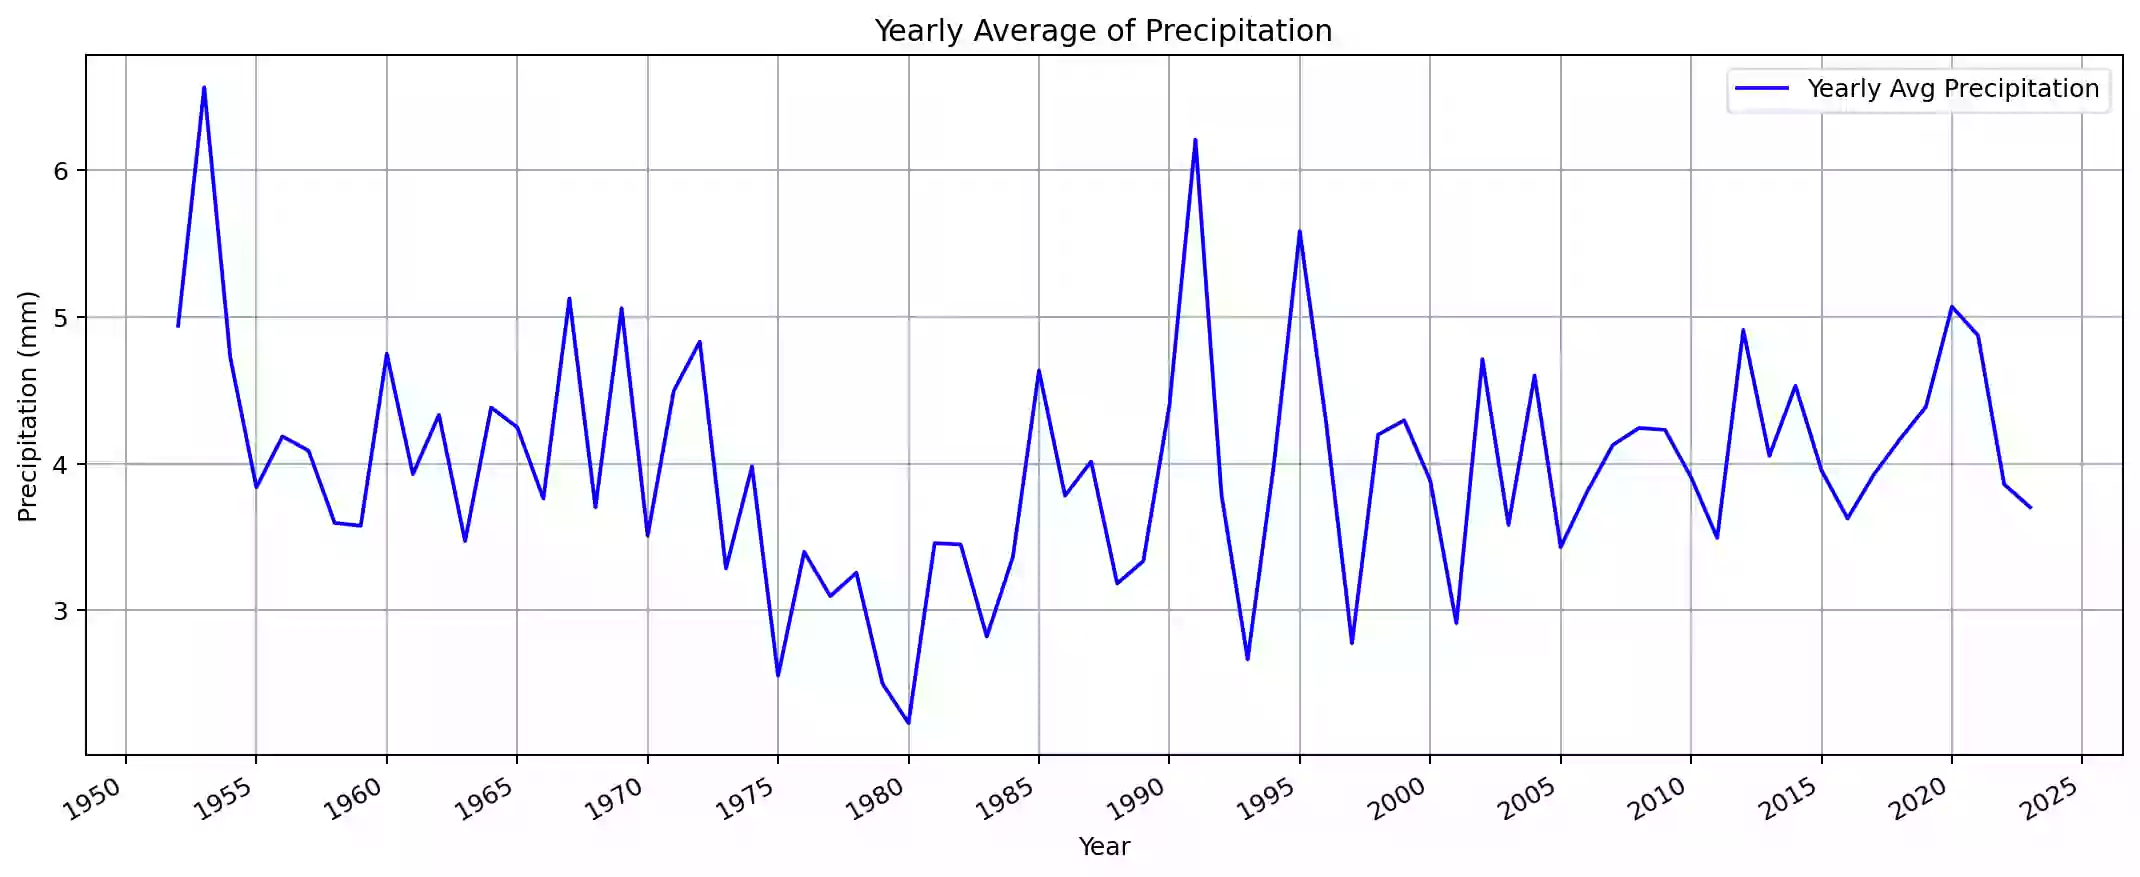 Yearly Average of Precipitation
Yearly Avg Precipitation
Precipitation (mm)
6
5
4
3
1950 1955 1960 1965 1970 1975 1980 1985 1990 1995 2000 2005 2010 2015 2020 2025
Year